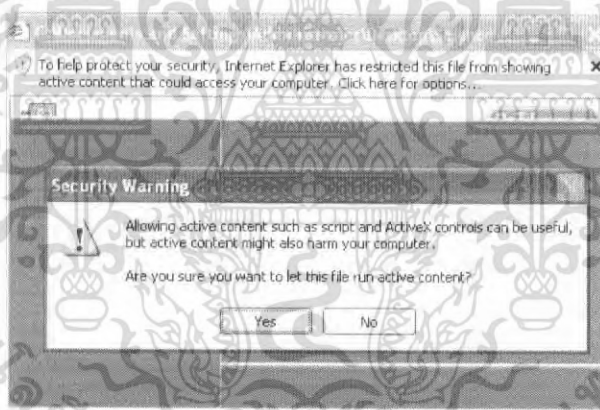 To help protect your security, Internet Explorer has restricted this file from showing
active content that could access your computer. Click here for options...
Security Warning
Allowing active content such as script and ActiveX controls can be useful,
but active content might also harm your computer.
Are you sure you want to let this file run active content?
Yes No